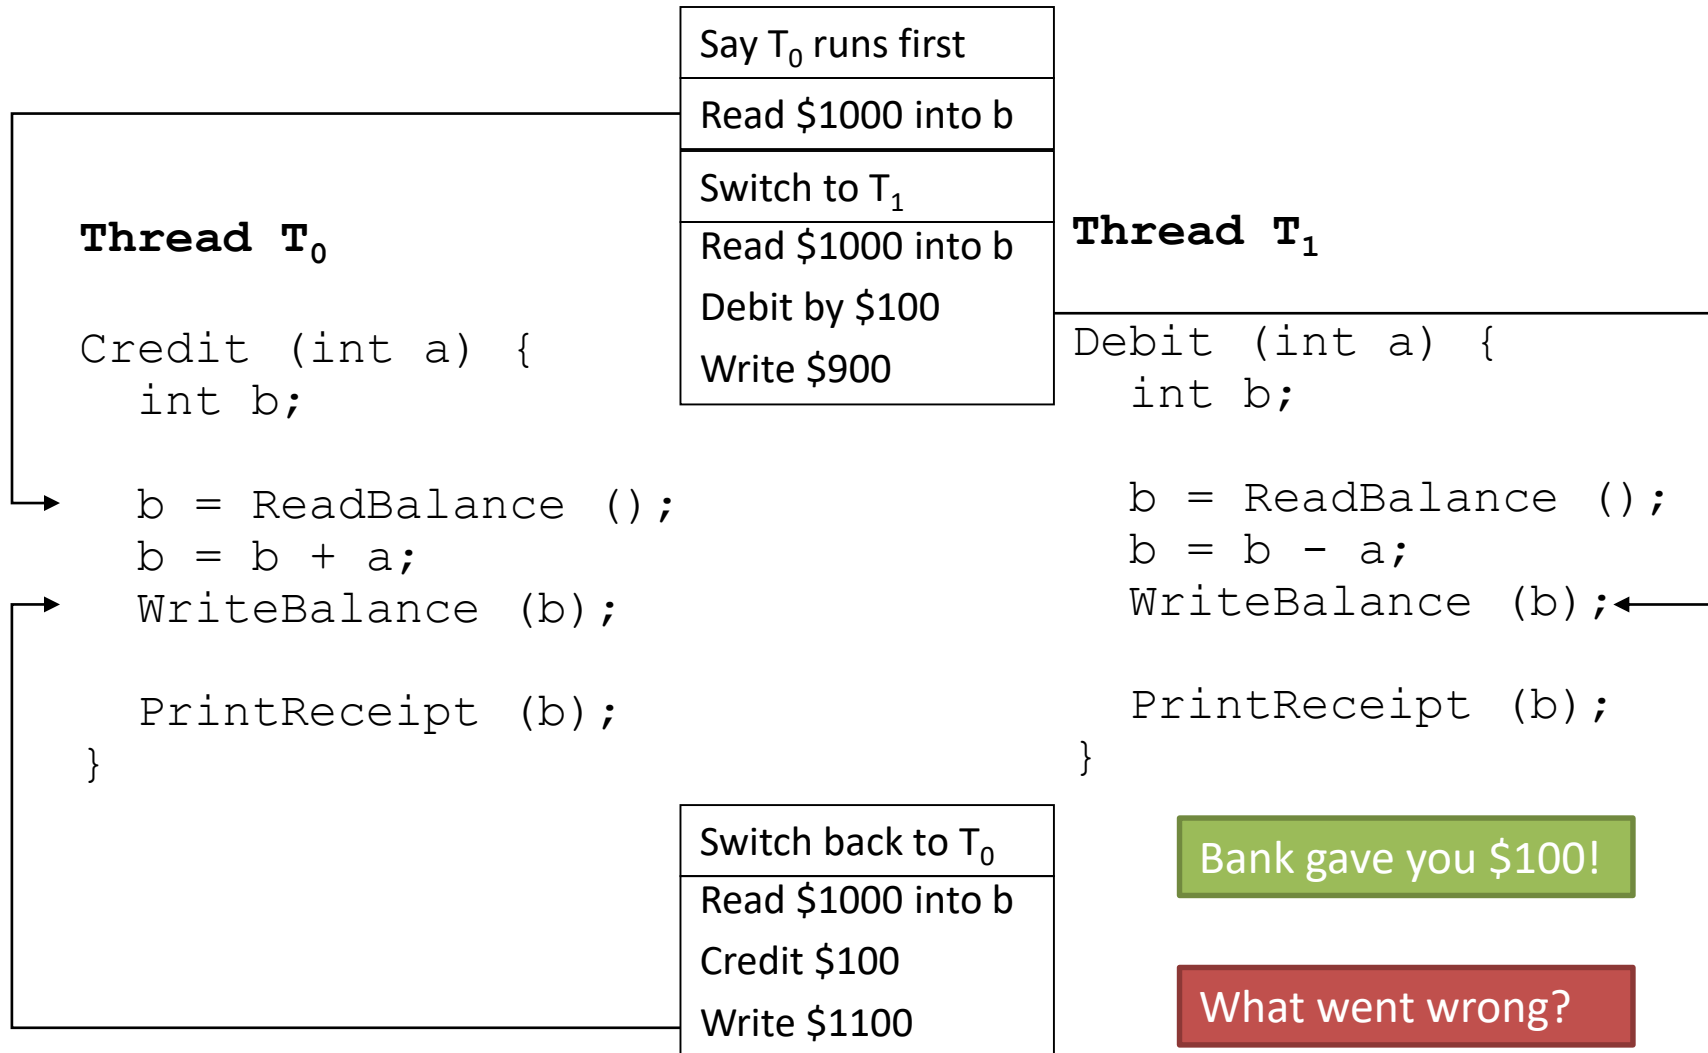 Say T₀ runs first
Read $1000 into b
Switch to T₁
Read $1000 into b
Debit by $100
Write $900
Thread T₀
Credit (int a) {
int b;
b = ReadBalance ();
b = b + a;
WriteBalance (b);
PrintReceipt (b);
}
Thread T₁
Debit (int a) {
int b;
b = ReadBalance ();
b = b - a;
WriteBalance (b);
PrintReceipt (b);
}
Switch back to T₀
Read $1000 into b
Credit $100
Write $1100
Bank gave you $100!
What went wrong?